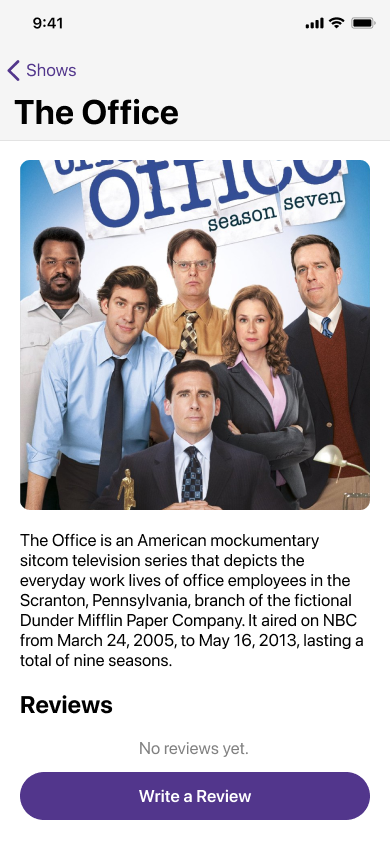 9:41
Shows
The Office
OFFICE
season seven
The Office is an American mockumentary
sitcom television series that depicts the
everyday work lives of office employees in the
Scranton, Pennsylvania, branch of the fictional
Dunder Mifflin Paper Company. It aired on NBC
from March 24, 2005, to May 16, 2013, lasting a
total of nine seasons.
Reviews
No reviews yet.
Write a Review